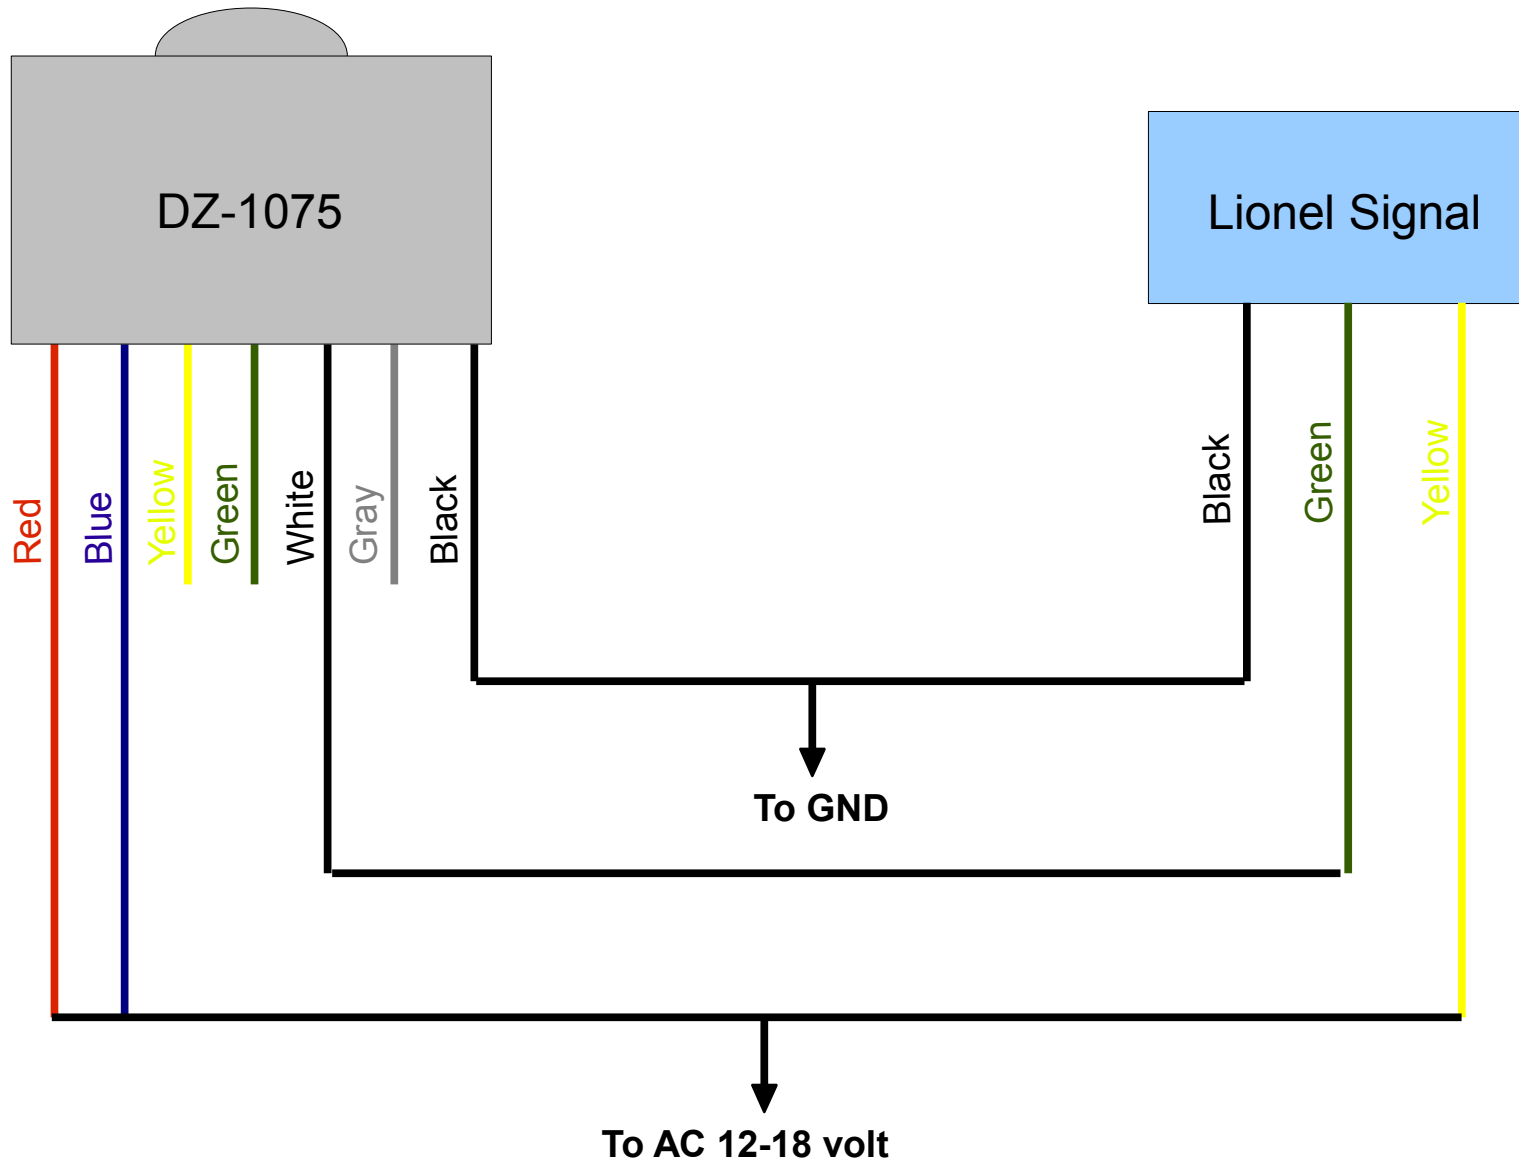 DZ-1075
Lionel Signal
Red
Blue
Yellow
Green
White
Gray
Black
Black
Green
Yellow
To GND
To AC 12-18 volt